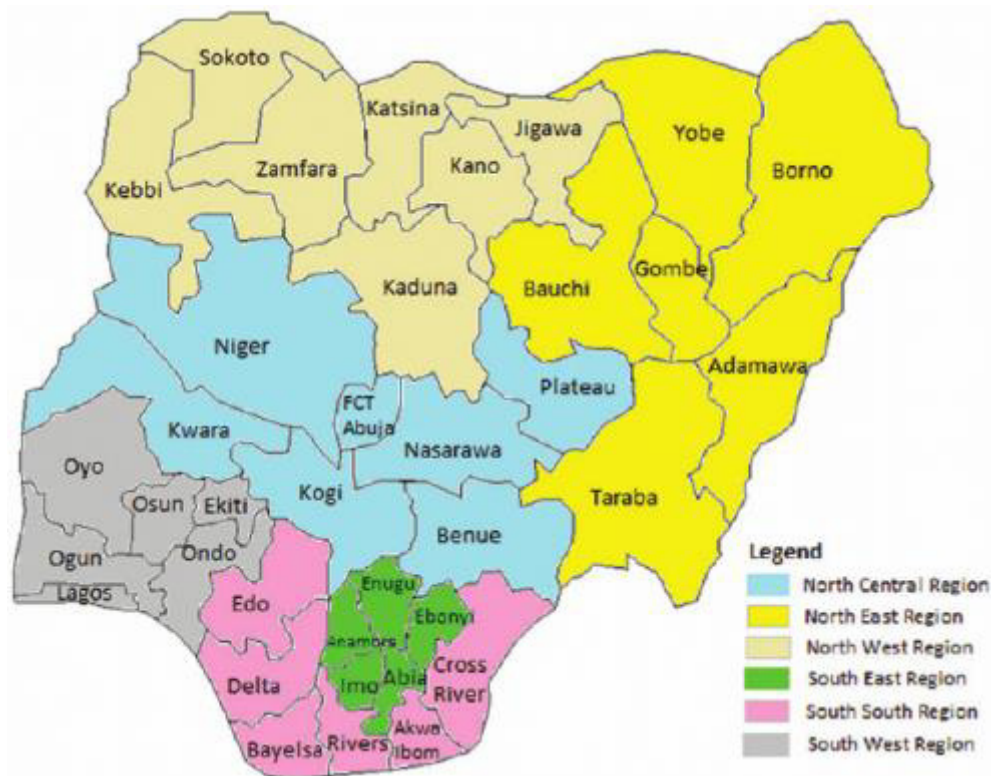 Sokoto
Katsina
Jigawa
Yobe
Kano
Zamfara
Borno
Kebbi
Gombe
Kaduna
Bauchi
Niger
Adamawa
Plateau
FCT
Abuja
Kwara
Nasarawa
Oyo
Kogi
Taraba
Osun
Ekiti
Benue
Ogun
Ondo
Lagos
Enugu
Edo
Ebonyi
Anamors
Cross
River
Abia
Imo
Delta
Akwa
Ibom
Bayelsa
Rivers
Legend
North Central Region
North East Region
North West Region
South East Region
South South Region
South West Region